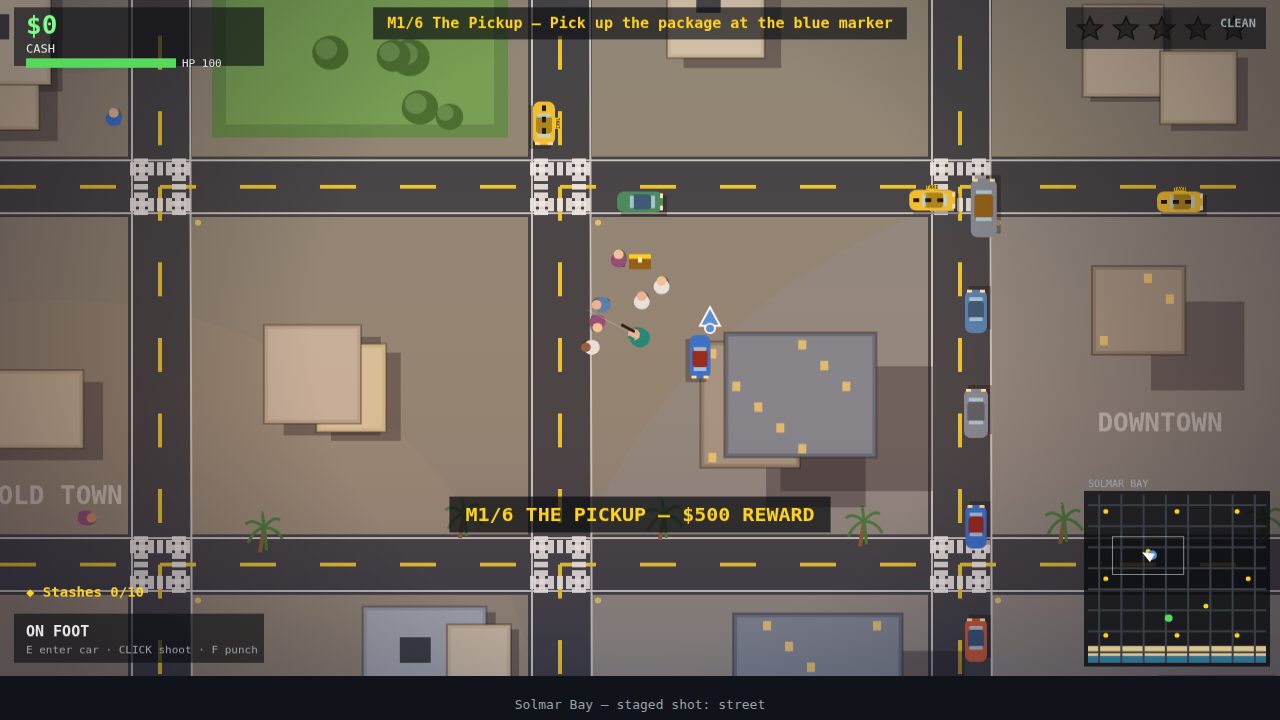 $0
CASH
HP 100
M1/6 The Pickup — Pick up the package at the blue marker
CLEAN
DOWNTOWN
OLD TOWN
SOLMAR BAY
M1/6 THE PICKUP — $500 REWARD
◆ Stashes 0/10
ON FOOT
E enter car · CLICK shoot · F punch
Solmar Bay — staged shot: street